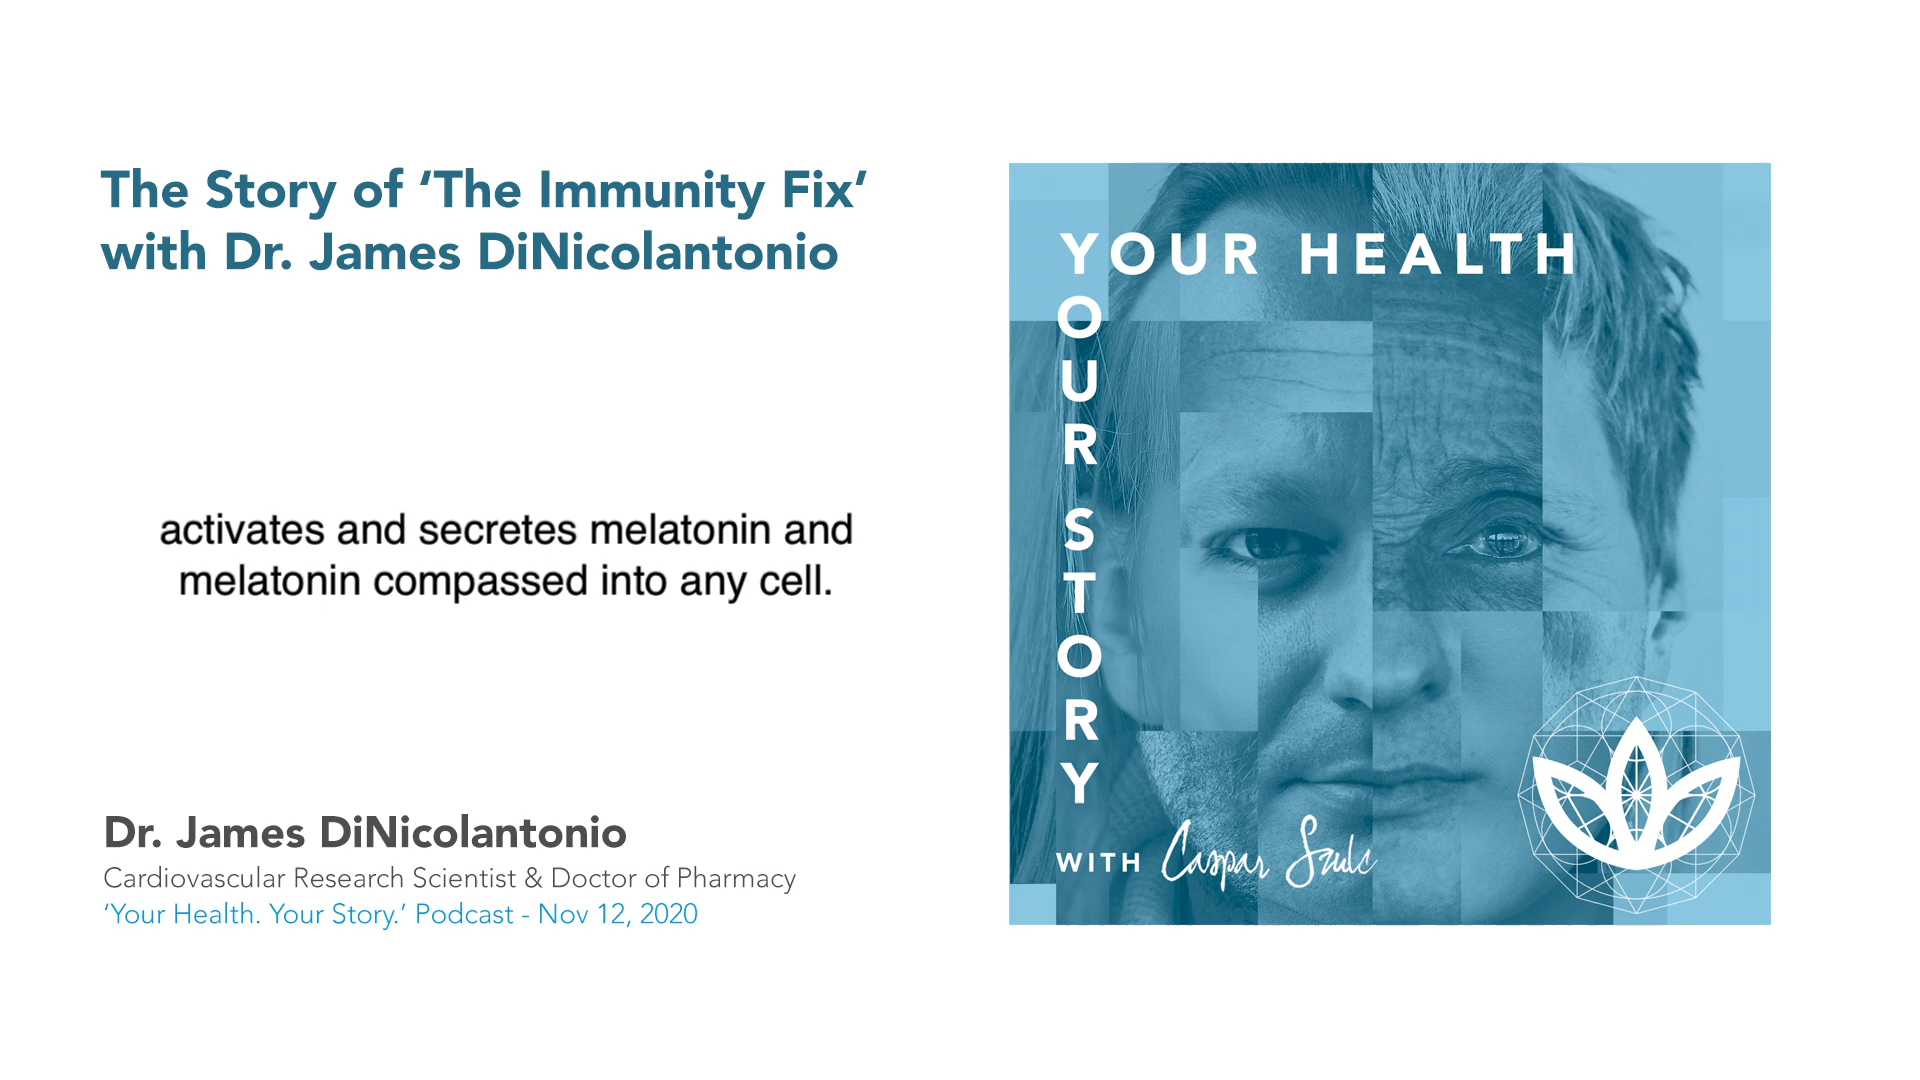 The Story of ‘The Immunity Fix’
with Dr. James DiNicolantonio
activates and secretes melatonin and
melatonin compassed into any cell.
Dr. James DiNicolantonio
Cardiovascular Research Scientist & Doctor of Pharmacy
‘Your Health. Your Story.’ Podcast - Nov 12, 2020
YOUR HEALTH
YOUR STORY
WITH Caspar Szulc